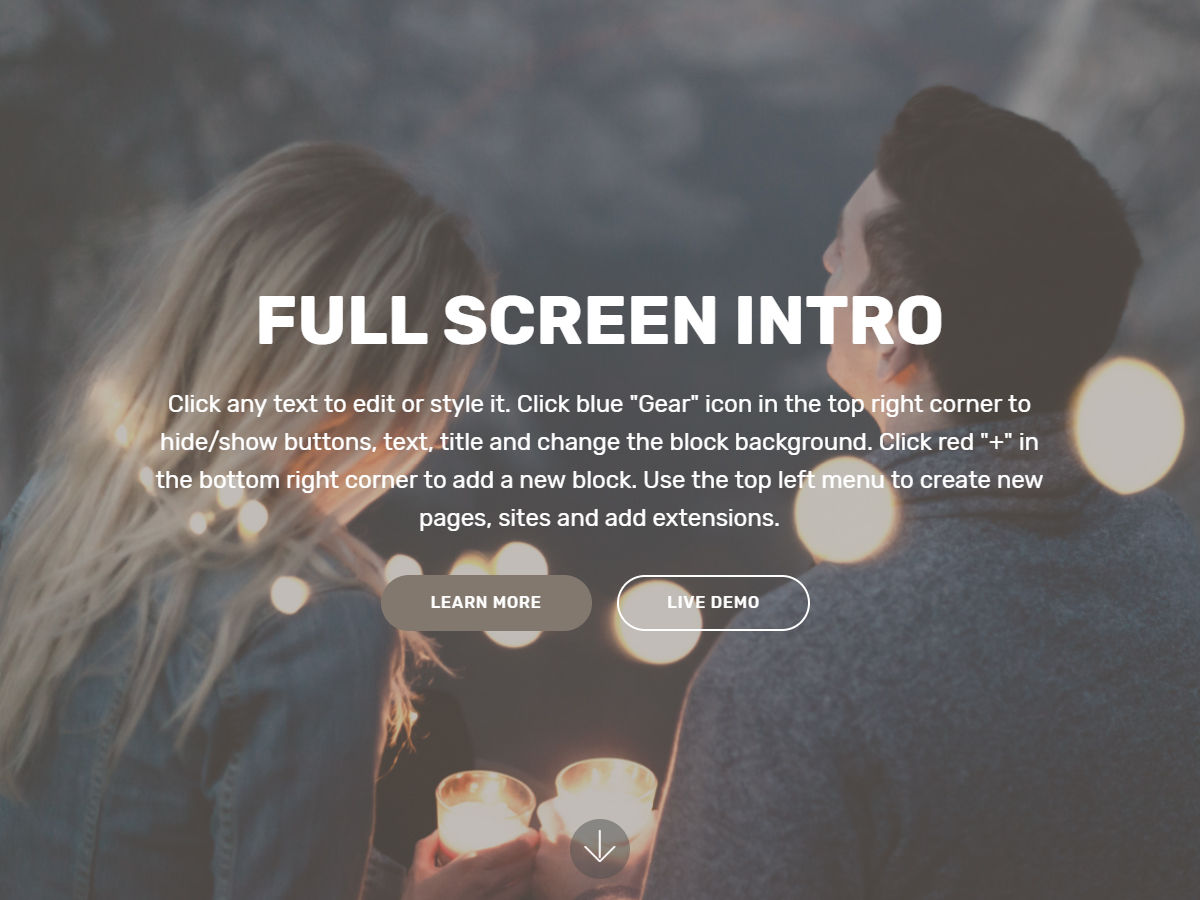 FULL SCREEN INTRO
Click any text to edit or style it. Click blue "Gear" icon in the top right corner to
hide/show buttons, text, title and change the block background. Click red "+" in
the bottom right corner to add a new block. Use the top left menu to create new
pages, sites and add extensions.
LEARN MORE
LIVE DEMO